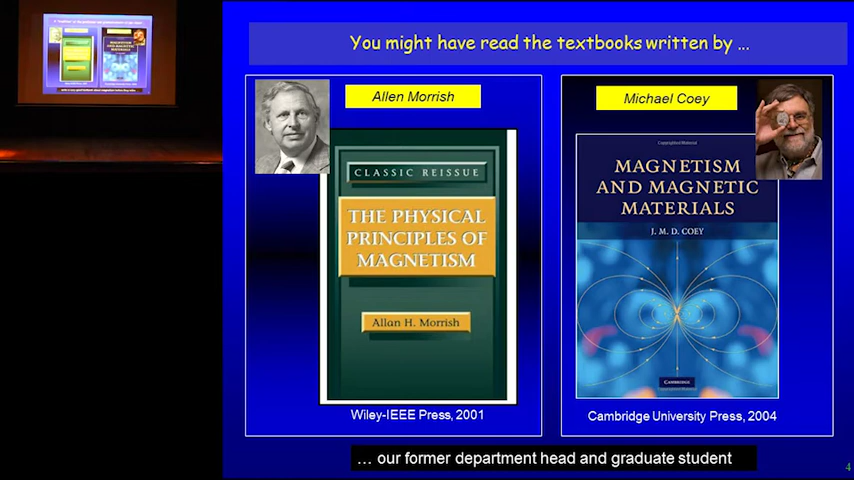 You might have read the textbooks written by ...
Allen Morrish
CLASSIC REISSUE
THE PHYSICAL
PRINCIPLES OF
MAGNETISM
Allan H. Morrish
Wiley-IEEE Press, 2001
Michael Coey
MAGNETISM
AND MAGNETIC
MATERIALS
J. M. D. COEY
CAMBRIDGE
Cambridge University Press, 2004
... our former department head and graduate student
4